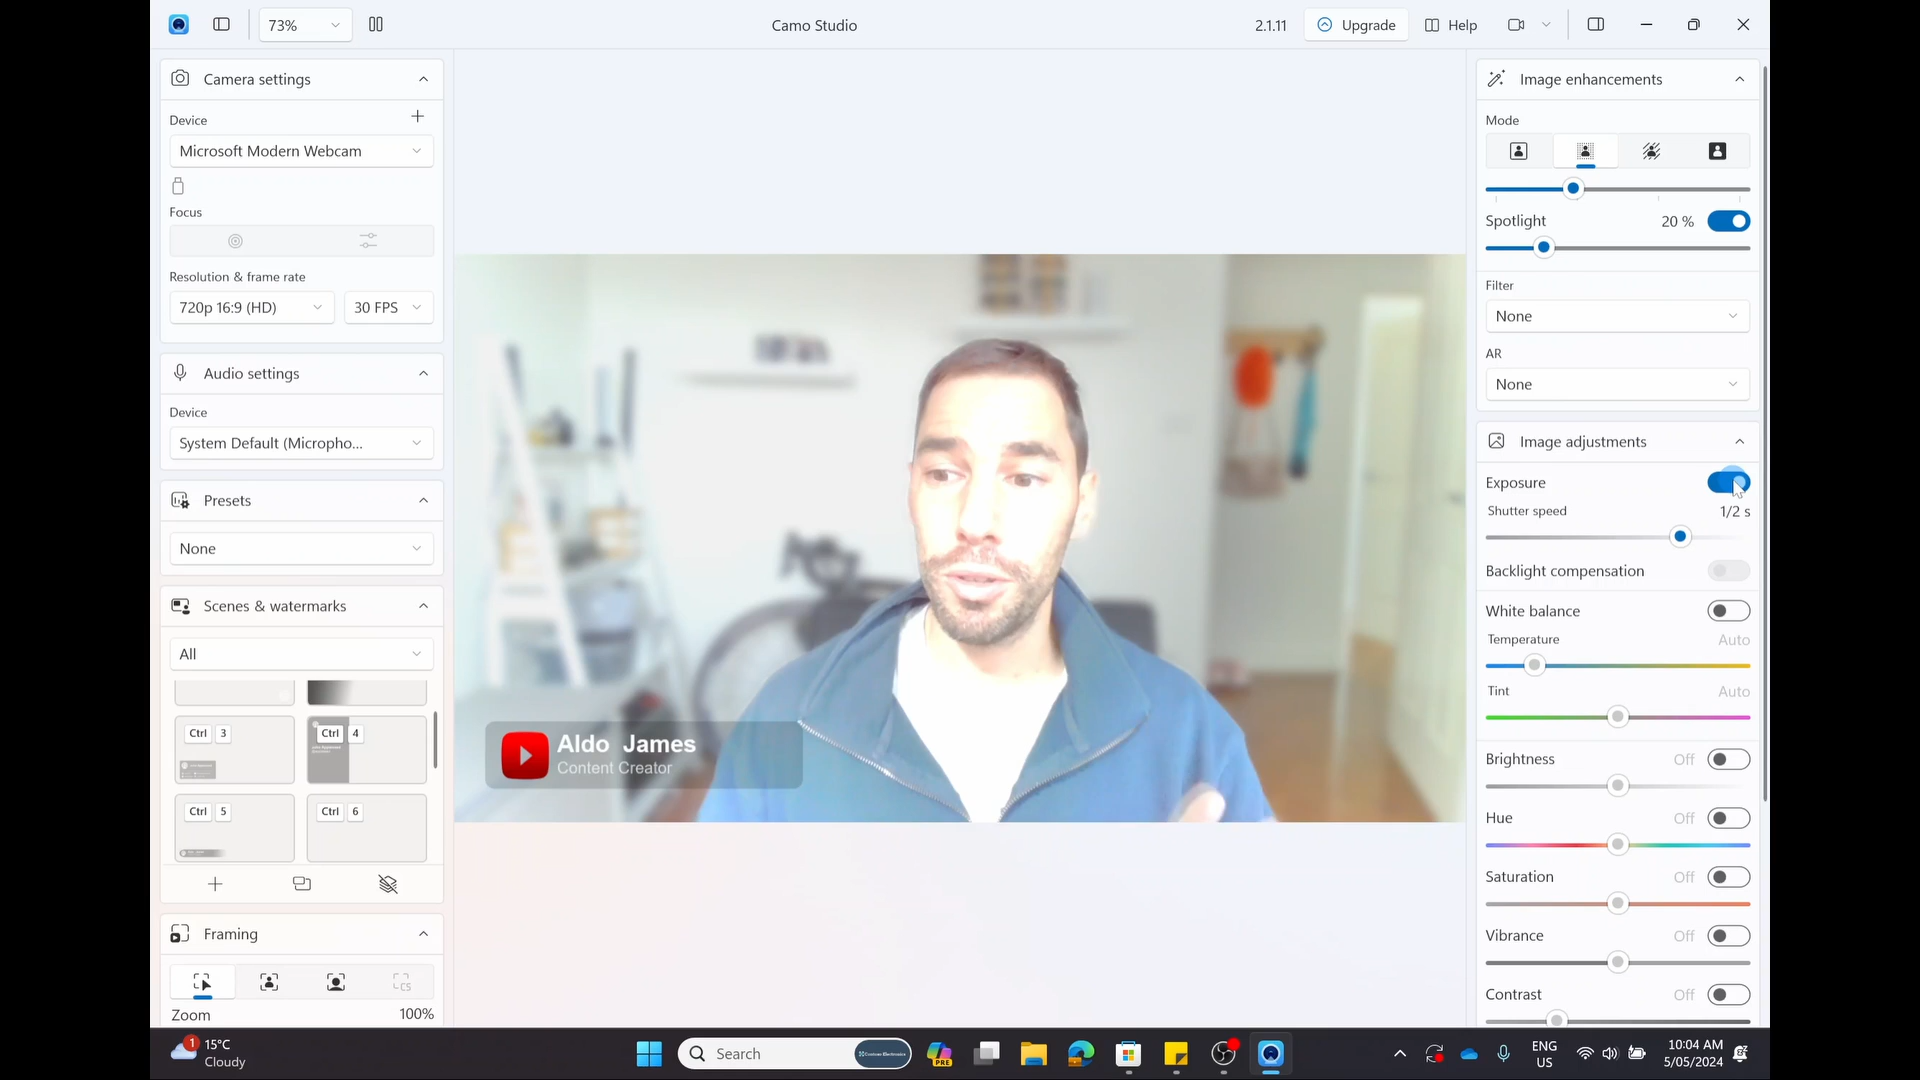 73%
Camo Studio
2.1.11
Upgrade
Help
Camera settings
Device
Microsoft Modern Webcam
Focus
Resolution & frame rate
720p 16:9 (HD)
30 FPS
Audio settings
Device
System Default (Micropho...
Presets
None
Scenes & watermarks
All
Ctrl 3
Ctrl 4
Ctrl 5
Ctrl 6
Framing
CS
Zoom
100%
Aldo James
Content Creator
Image enhancements
Mode
Spotlight
20 %
Filter
None
AR
None
Image adjustments
Exposure
Shutter speed
1/2 s
Backlight compensation
White balance
Temperature
Auto
Tint
Auto
Brightness
Off
Hue
Off
Saturation
Off
Vibrance
Off
Contrast
Off
1
15°C
Cloudy
Search
PRE
ENG
US
10:04 AM
5/05/2024